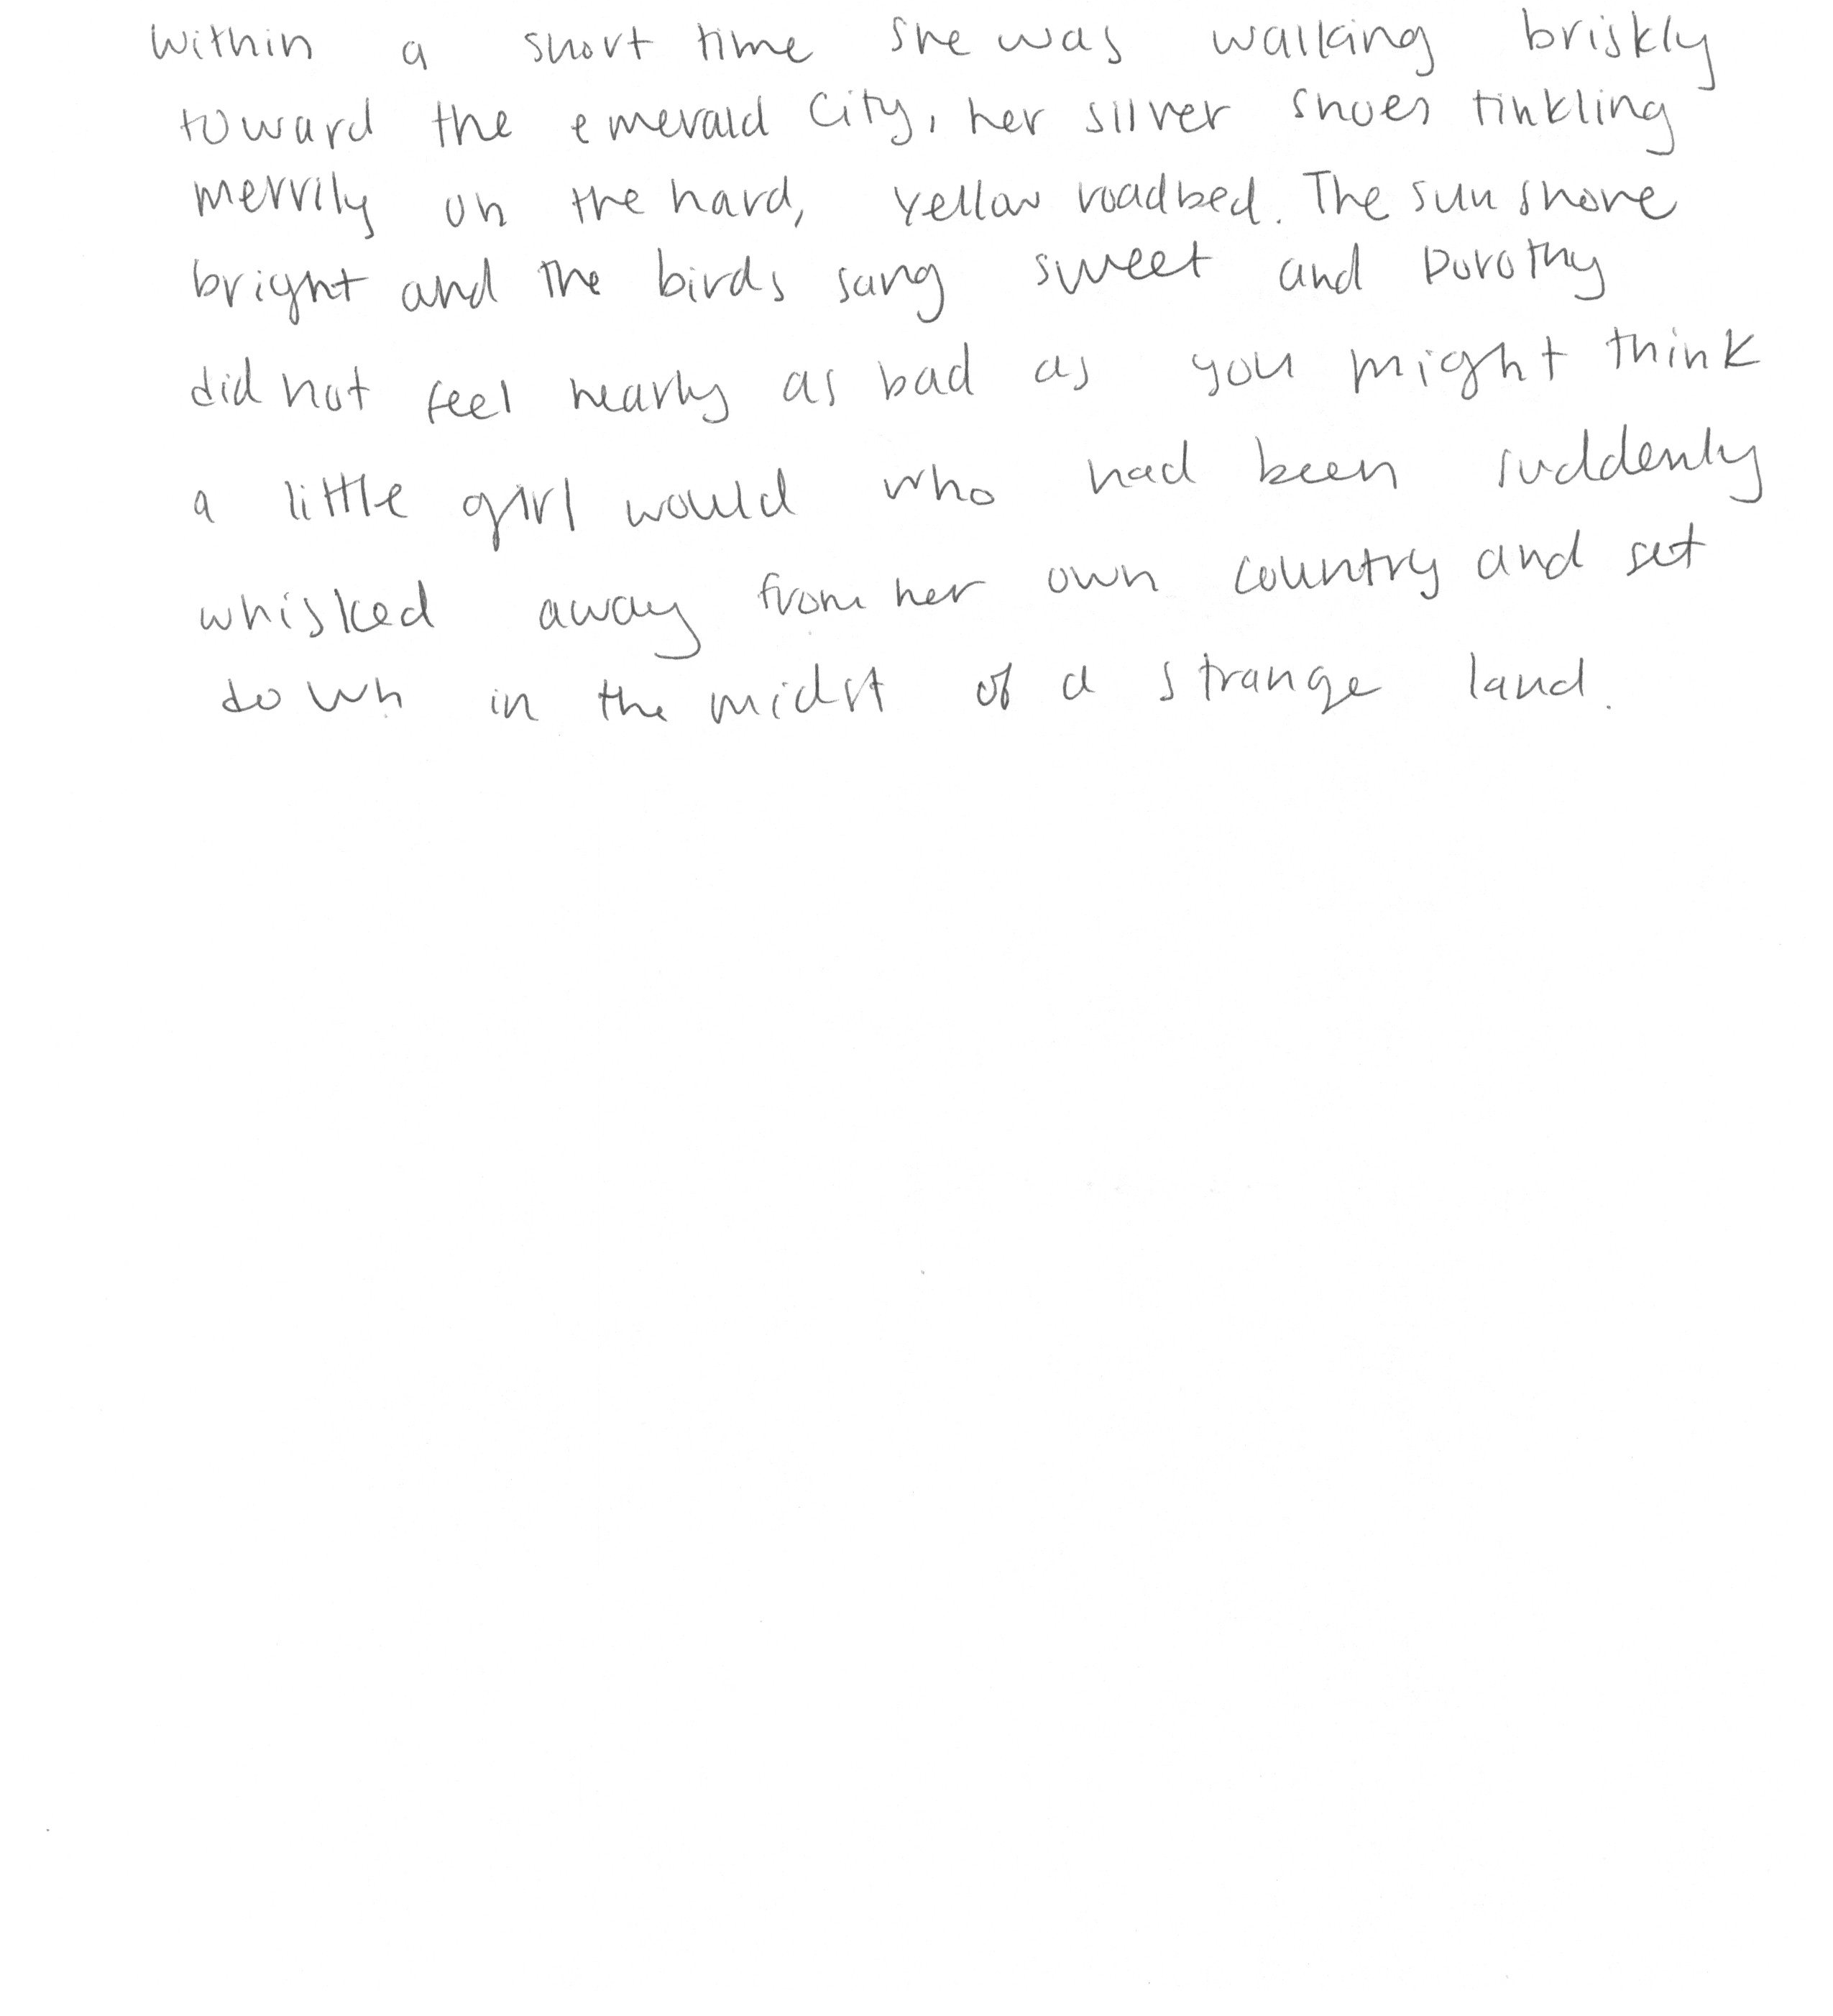 Within a short time she was walking briskly
toward the emerald City, her silver shoes tinkling
merrily on the hard, yellow roadbed. The sun shone
bright and the birds sang sweet and Dorothy
did not feel nearly as bad as you might think
a little girl would who had been suddenly
whisked away from her own country and set
down in the midst of a strange land.